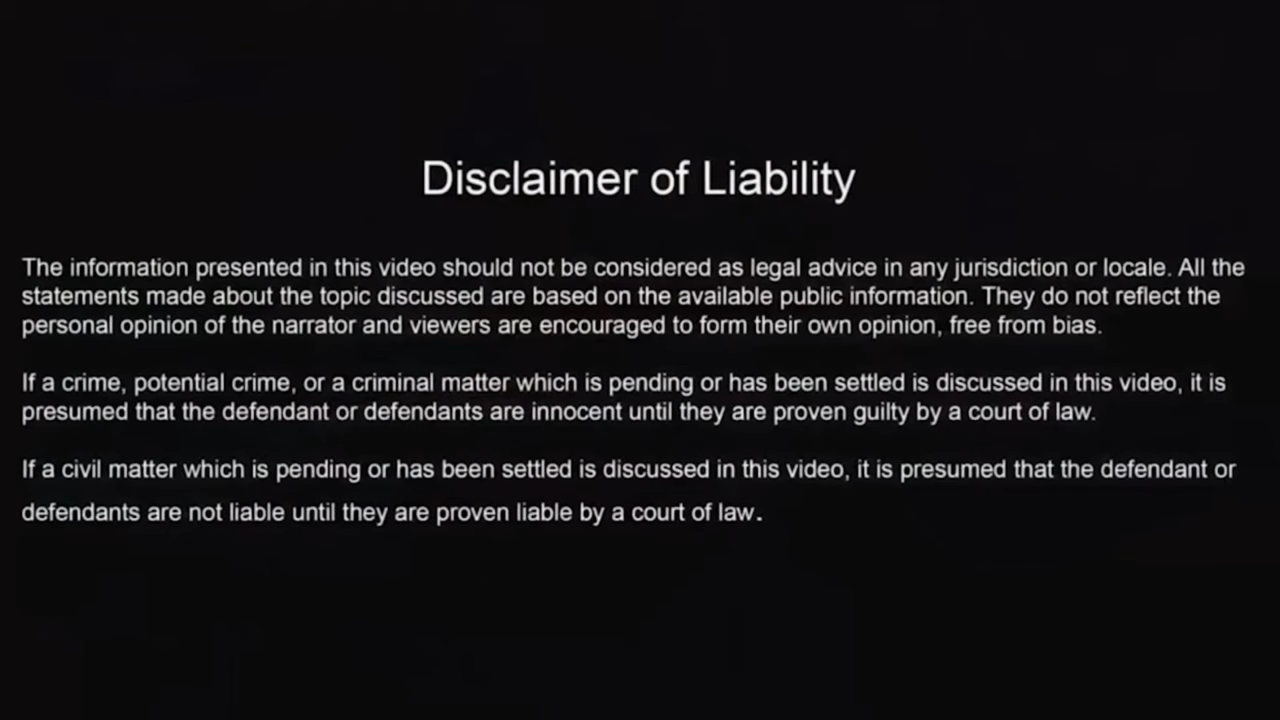 Disclaimer of Liability
The information presented in this video should not be considered as legal advice in any jurisdiction or locale. All the
statements made about the topic discussed are based on the available public information. They do not reflect the
personal opinion of the narrator and viewers are encouraged to form their own opinion, free from bias.
If a crime, potential crime, or a criminal matter which is pending or has been settled is discussed in this video, it is
presumed that the defendant or defendants are innocent until they are proven guilty by a court of law.
If a civil matter which is pending or has been settled is discussed in this video, it is presumed that the defendant or
defendants are not liable until they are proven liable by a court of law.